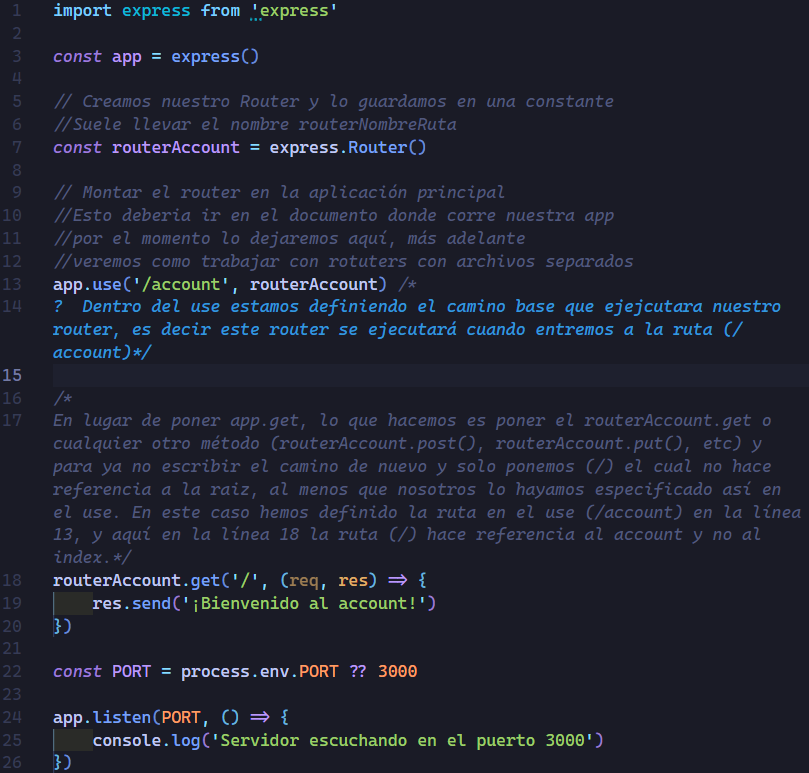 1 import express from 'express'
2
3 const app = express()
4
5 // Creamos nuestro Router y lo guardamos en una constante
6 //Suele llevar el nombre routerNombreRuta
7 const routerAccount = express.Router()
8
9 // Montar el router en la aplicación principal
10 //Esto deberia ir en el documento donde corre nuestra app
11 //por el momento lo dejaremos aquí, más adelante
12 //veremos como trabajar con rotuters con archivos separados
13 app.use('/account', routerAccount) /*
14 ?  Dentro del use estamos definiendo el camino base que ejejcutara nuestro
router, es decir este router se ejecutará cuando entremos a la ruta (/
account)*/
15
16 /*
17 En lugar de poner app.get, lo que hacemos es poner el routerAccount.get o
cualquier otro método (routerAccount.post(), routerAccount.put(), etc) y
para ya no escribir el camino de nuevo y solo ponemos (/) el cual no hace
referencia a la raiz, al menos que nosotros lo hayamos especificado así en
el use. En este caso hemos definido la ruta en el use (/account) en la línea
13, y aquí en la línea 18 la ruta (/) hace referencia al account y no al
index.*/
18 routerAccount.get('/', (req, res) => {
19     res.send('¡Bienvenido al account!')
20 })
21
22 const PORT = process.env.PORT ?? 3000
23
24 app.listen(PORT, () => {
25     console.log('Servidor escuchando en el puerto 3000')
26 })